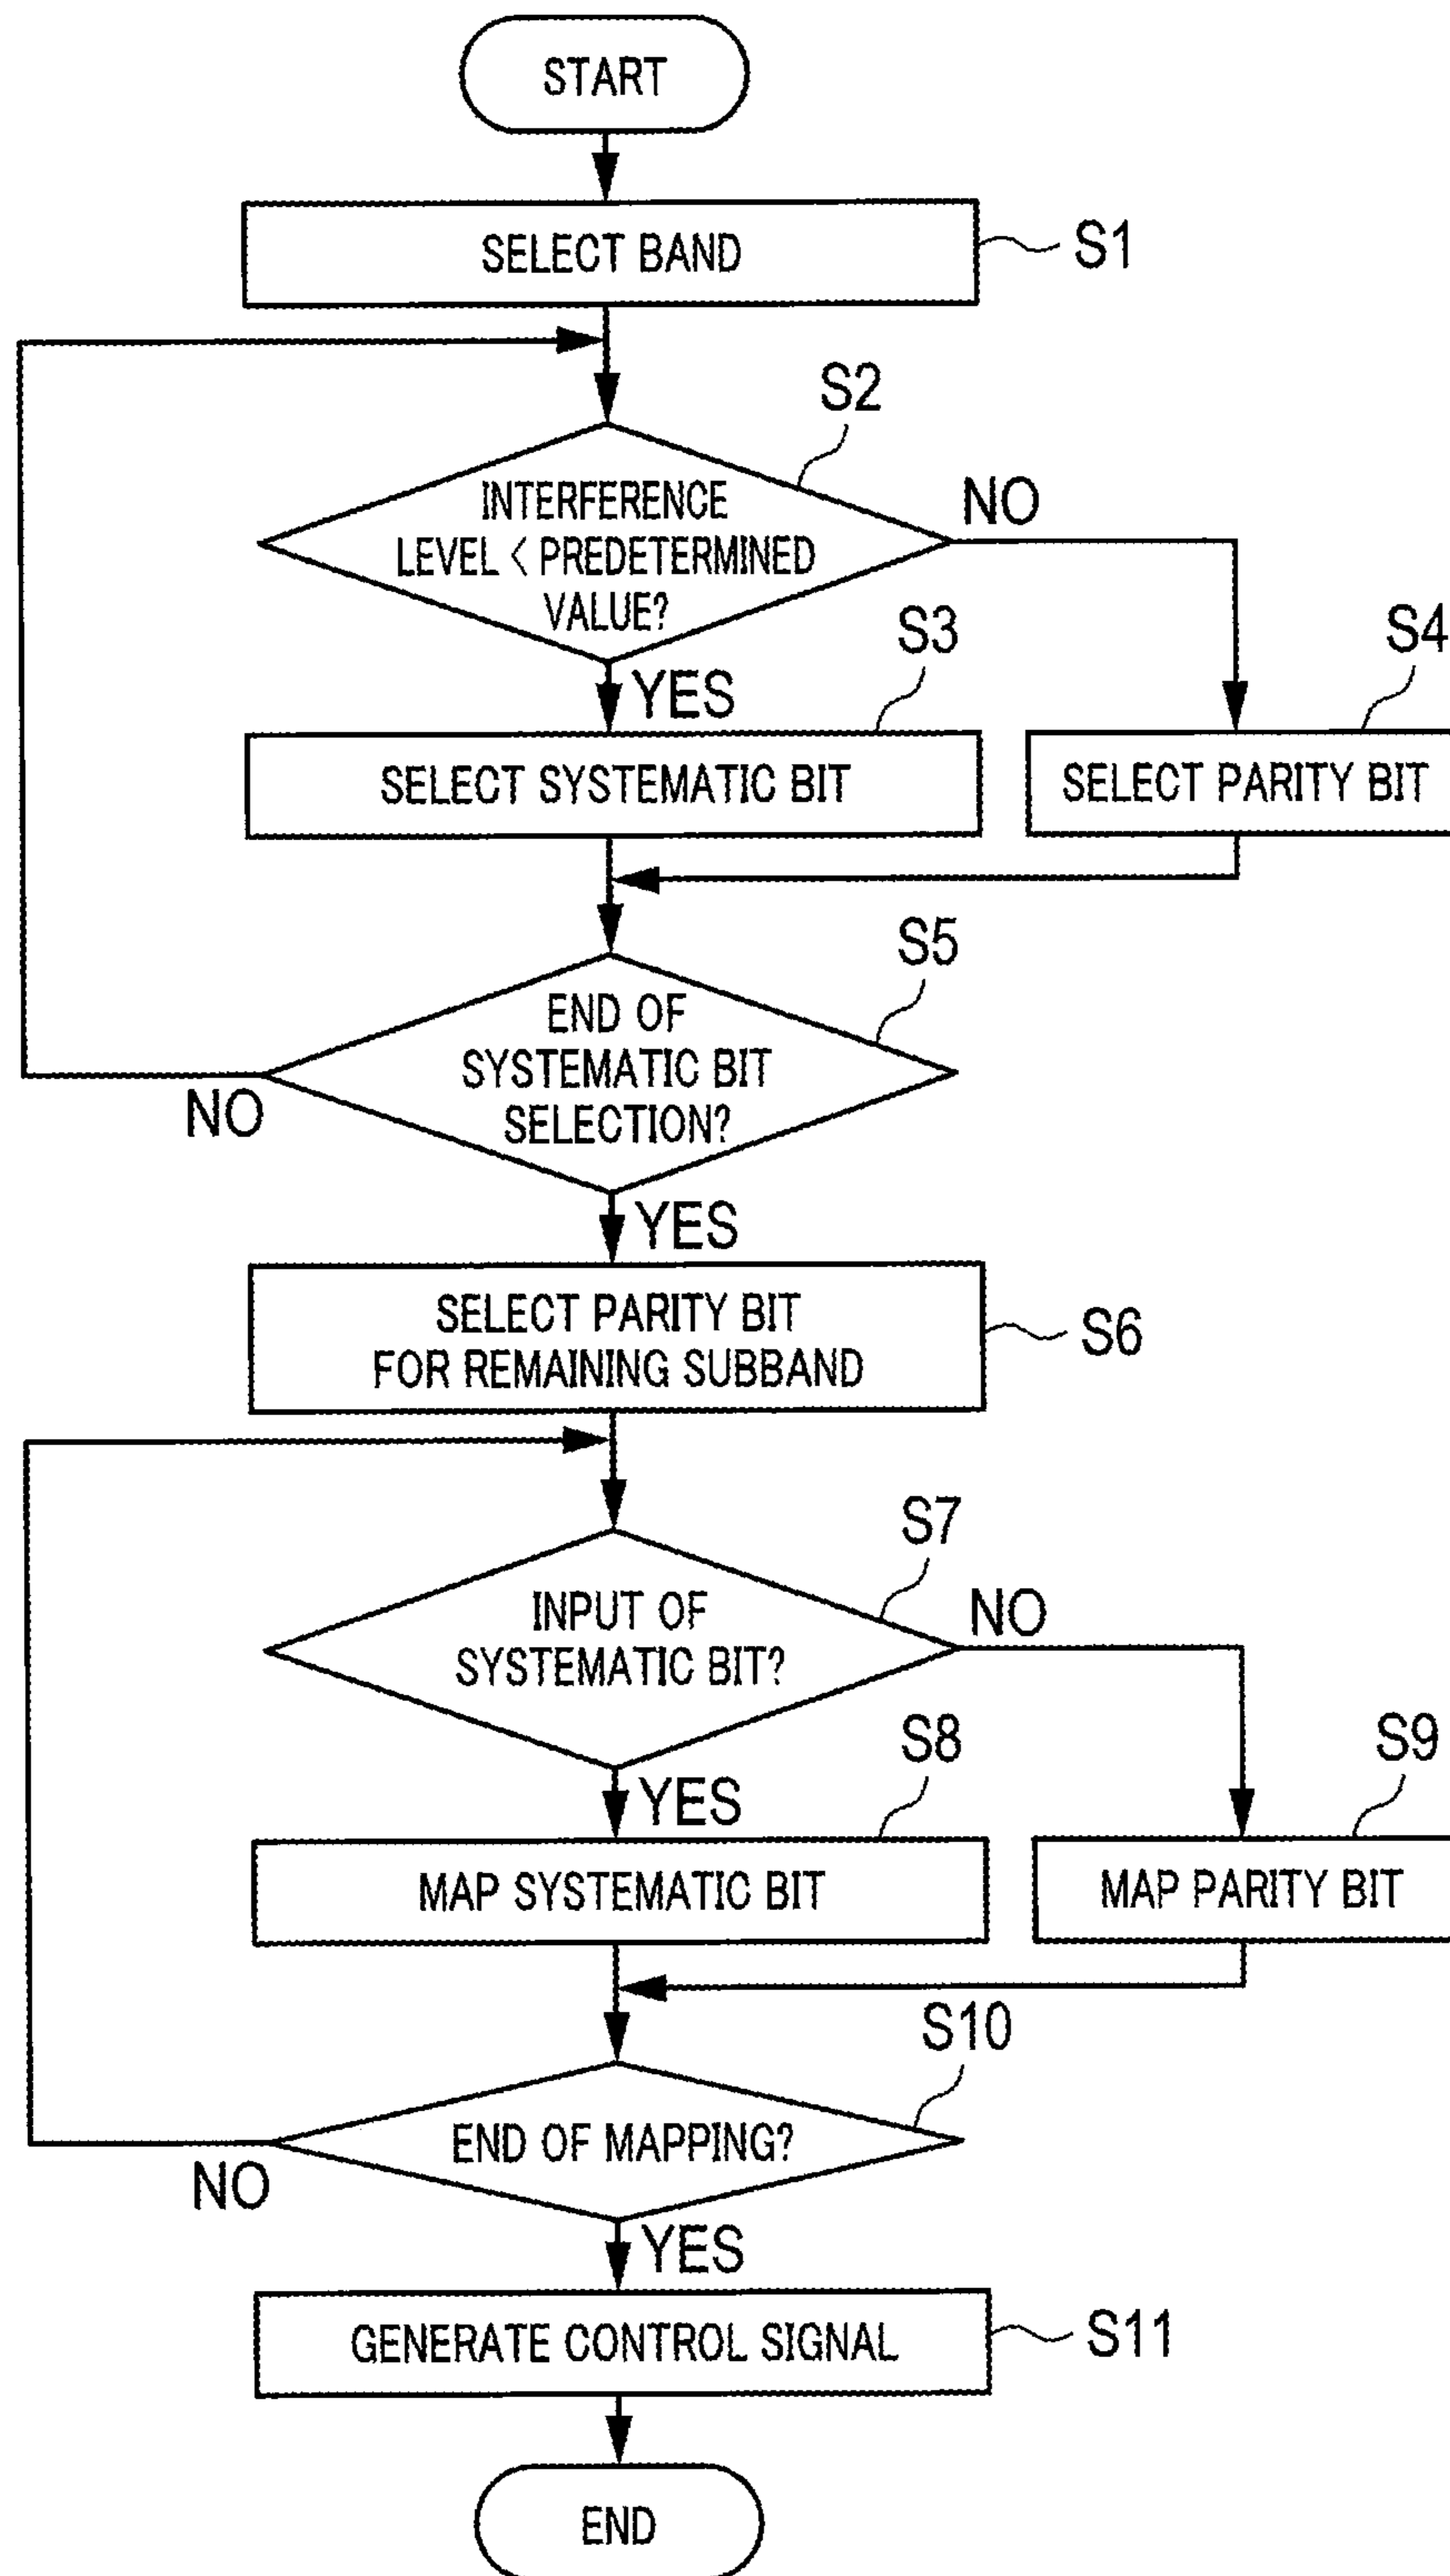 START
SELECT BAND
S1
S2
INTERFERENCE
LEVEL < PREDETERMINED
VALUE?
NO
YES
S3
SELECT SYSTEMATIC BIT
S4
SELECT PARITY BIT
S5
END OF
SYSTEMATIC BIT
SELECTION?
NO
YES
SELECT PARITY BIT
FOR REMAINING SUBBAND
S6
S7
INPUT OF
SYSTEMATIC BIT?
NO
YES
S8
MAP SYSTEMATIC BIT
S9
MAP PARITY BIT
S10
END OF MAPPING?
NO
YES
GENERATE CONTROL SIGNAL
S11
END